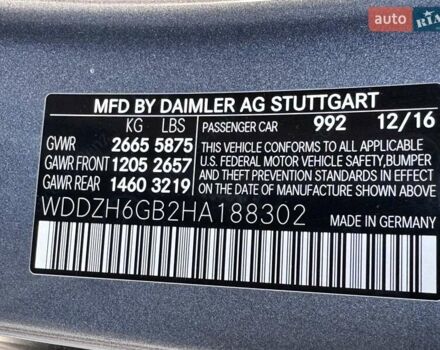 auto RIA
MFD BY DAIMLER AG STUTTGART
KG LBS PASSENGER CAR 992 12/16
GVWR 2665 5875 THIS VEHICLE CONFORMS TO ALL
GAWR FRONT 1205 2657 U.S. FEDERAL MOTOR VEHICLE SAFETY,BUMPER
GAWR REAR 1460 3219 AND THEFT PREVENTION STANDARDS IN EFFECT
ON THE DATE OF MANUFACTURE SHOWN ABOVE.
WDDZH6GB2HA188302 MADE IN GERMANY